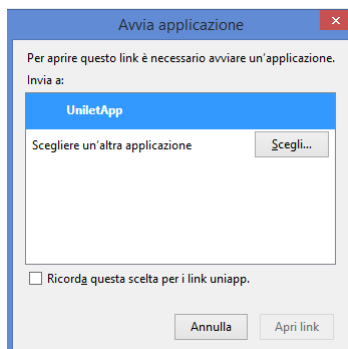 Avvia applicazione
Per aprire questo link è necessario avviare un'applicazione.
Invia a:
UniletApp
Scegliere un'altra applicazione
Scegli...
Ricorda questa scelta per i link uniapp.
Annulla
Apri link